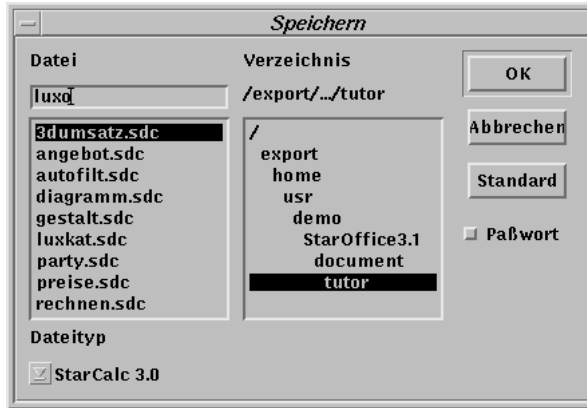 Speichern
Datei
luxo
3dumsatz.sdc
angebot.sdc
autofilt.sdc
diagramm.sdc
gestalt.sdc
luxkat.sdc
party.sdc
preise.sdc
rechnen.sdc
Dateityp
StarCalc 3.0
Verzeichnis
/export/.../tutor
/
export
home
usr
demo
StarOffice3.1
document
tutor
OK
Abbrechen
Standard
Paßwort